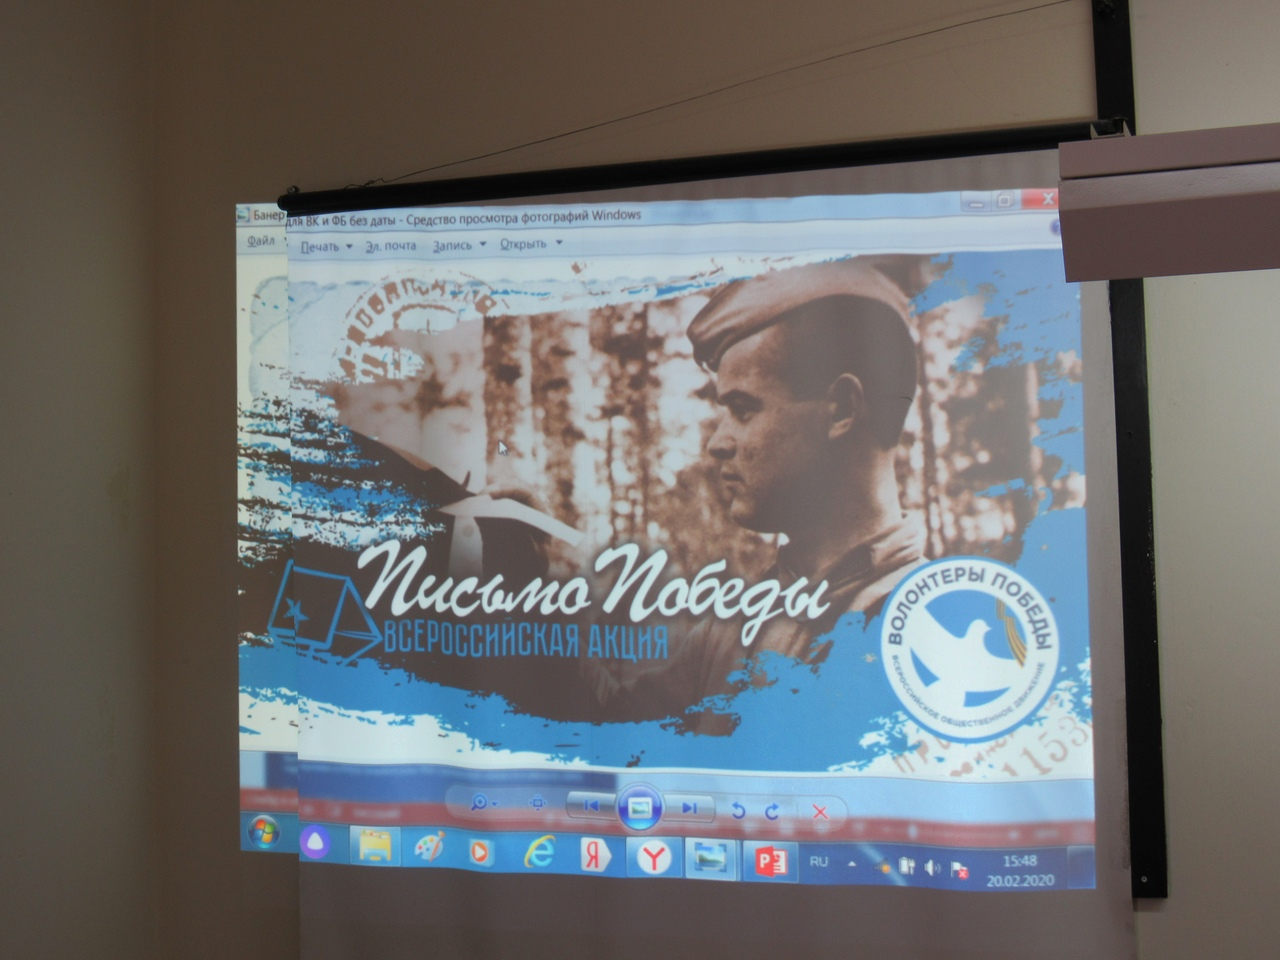 Банер для ВК и ФБ без даты - Средство просмотра фотографий Windows
Файл Печать Эл. почта Запись Открыть
Письмо Победы
ВСЕРОССИЙСКАЯ АКЦИЯ
ВОЛОНТЕРЫ ПОБЕДЫ
ВСЕРОССИЙСКОЕ ОБЩЕСТВЕННОЕ ДВИЖЕНИЕ
1153
RU
15:48
20.02.2020